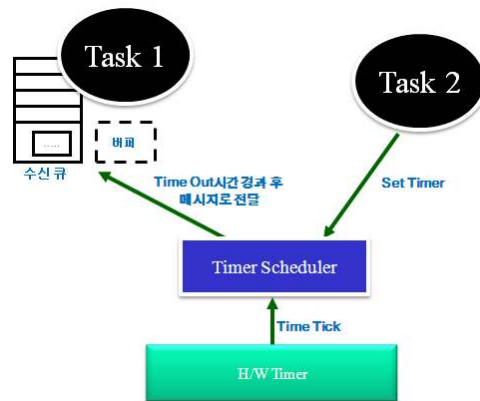 Task 1
Task 2
.....
버퍼
수신 큐
Time Out시간 경과 후
메시지로 전달
Set Timer
Timer Scheduler
Time Tick
H/W Timer